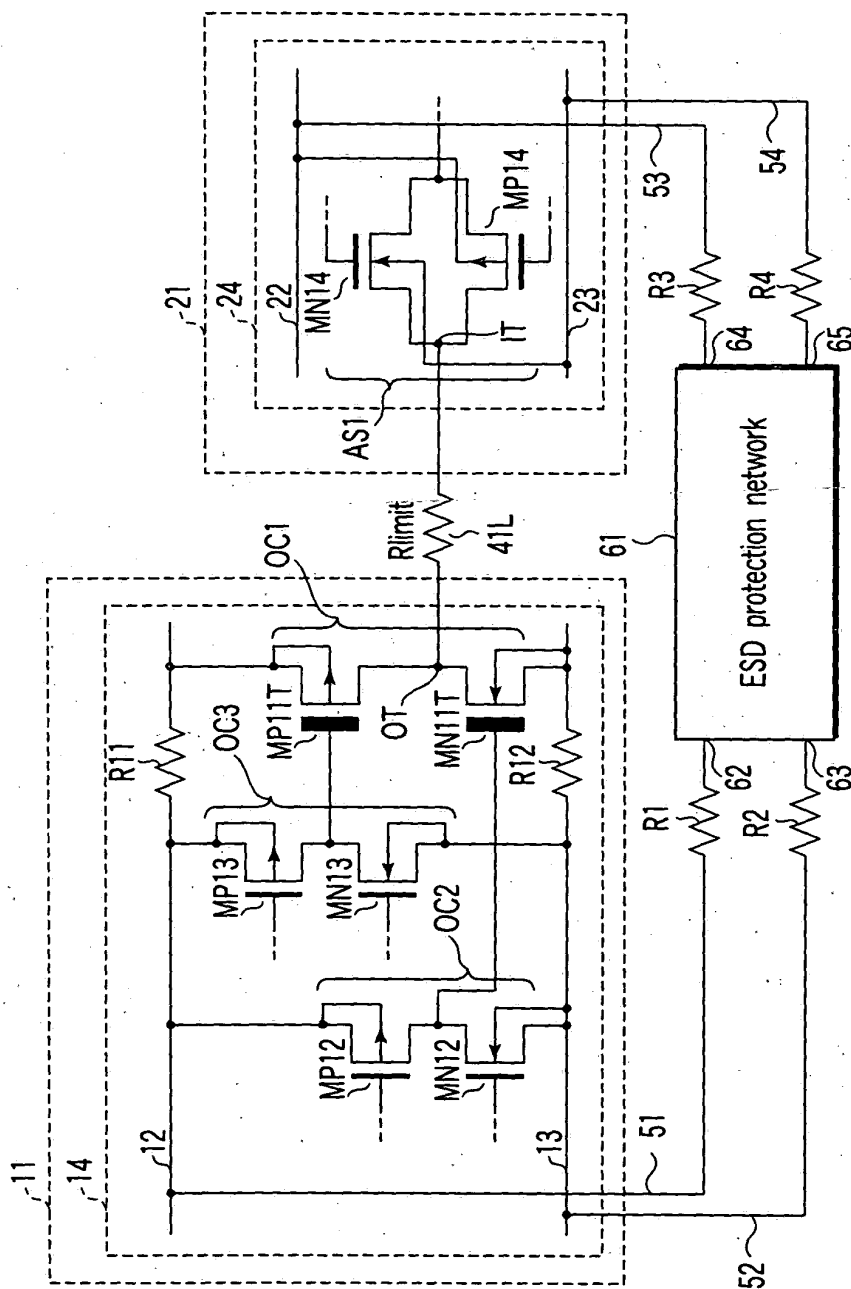 11
14
12
R11
OC3
OC1
MP13
MP11T
MN13
MP12
OC2
MN12
OT
MN11T
R12
13
51
52
Rlimit
41L
21
24
22
MN14
MP14
AS1
IT
23
53
54
R1
R2
62
63
61
ESD protection network
64
65
R3
R4